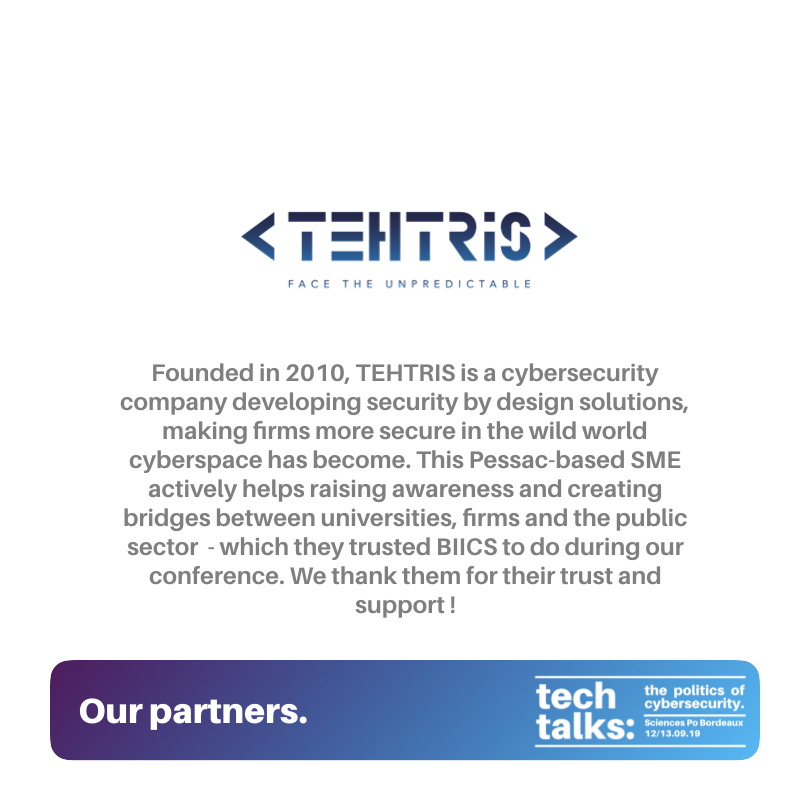 <TEHTRiS>
FACE THE UNPREDICTABLE
Founded in 2010, TEHTRIS is a cybersecurity
company developing security by design solutions,
making firms more secure in the wild world
cyberspace has become. This Pessac-based SME
actively helps raising awareness and creating
bridges between universities, firms and the public
sector  - which they trusted BIICS to do during our
conference. We thank them for their trust and
support !
Our partners.
tech
talks:
the politics of
cybersecurity.
Sciences Po Bordeaux
12/13.09.19